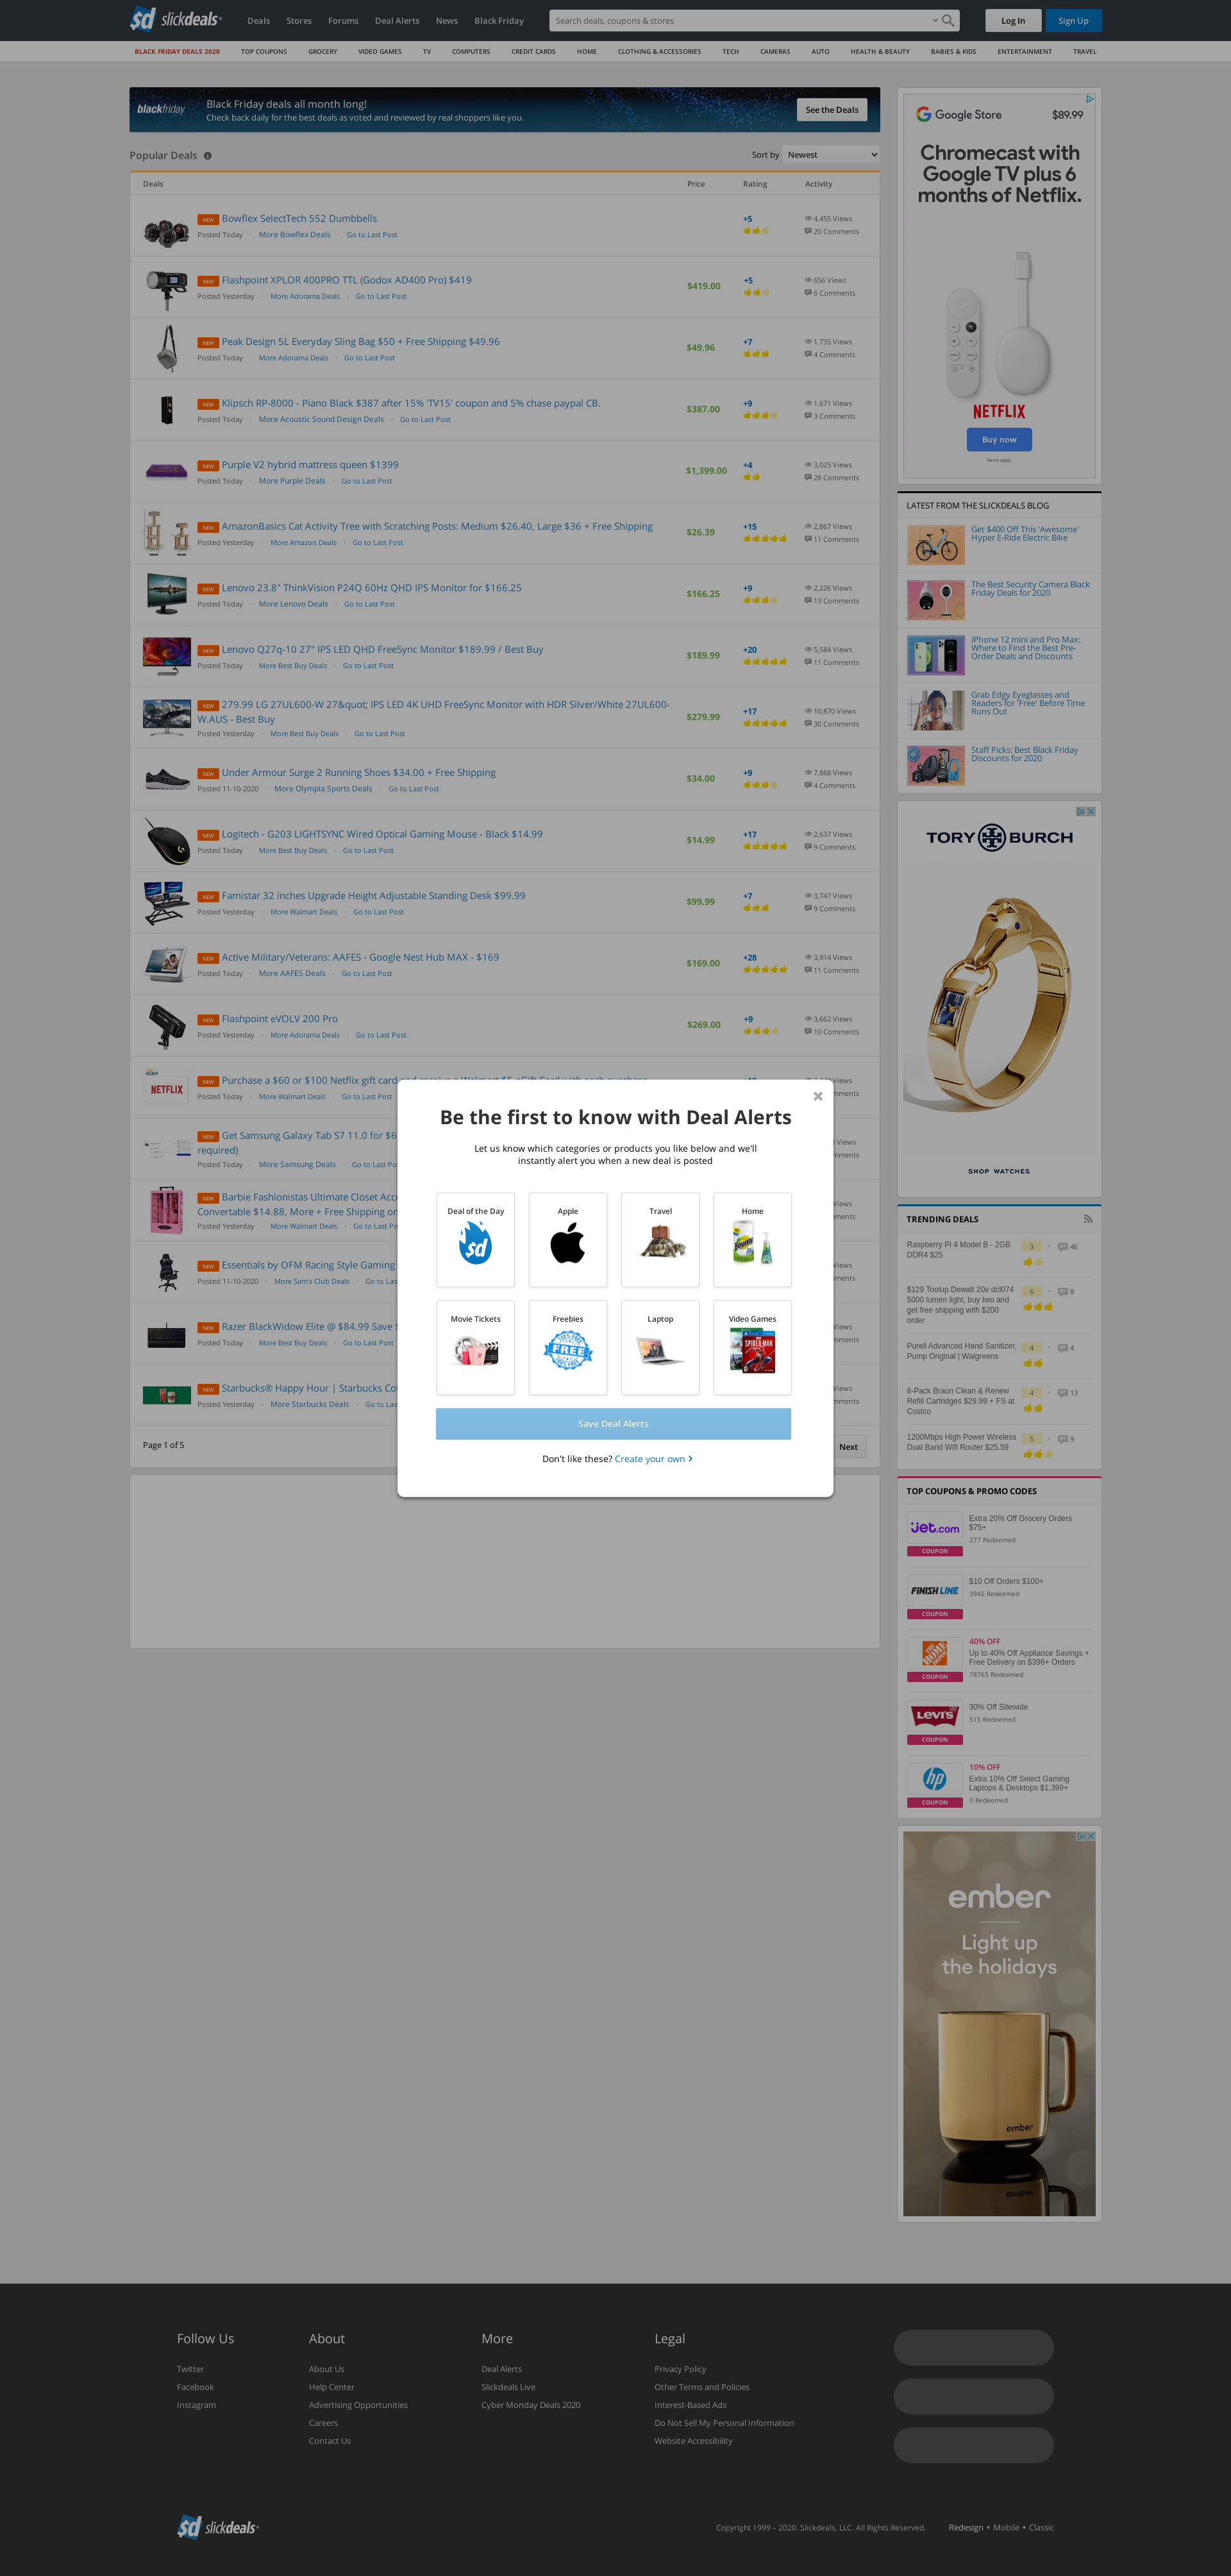 slickdeals
Deals Stores Forums Deal Alerts News Black Friday
Search deals, coupons & stores
Log In Sign Up
BLACK FRIDAY DEALS 2020 TOP COUPONS GROCERY VIDEO GAMES TV COMPUTERS CREDIT CARDS HOME CLOTHING & ACCESSORIES TECH CAMERAS AUTO HEALTH & BEAUTY BABIES & KIDS ENTERTAINMENT TRAVEL
blackfriday
Black Friday deals all month long!
Check back daily for the best deals as voted and reviewed by real shoppers like you.
See the Deals
Popular Deals
Sort by Newest
Deals Price Rating Activity
NEW Bowflex SelectTech 552 Dumbbells +5 4,455 Views
Posted Today · More Bowflex Deals · Go to Last Post 20 Comments
NEW Flashpoint XPLOR 400PRO TTL (Godox AD400 Pro) $419 $419.00 +5 656 Views
Posted Yesterday · More Adorama Deals · Go to Last Post 6 Comments
NEW Peak Design 5L Everyday Sling Bag $50 + Free Shipping $49.96 $49.96 +7 1,735 Views
Posted Today · More Adorama Deals · Go to Last Post 4 Comments
NEW Klipsch RP-8000 - Piano Black $387 after 15% 'TV15' coupon and 5% chase paypal CB. $387.00 +9 1,671 Views
Posted Today · More Acoustic Sound Design Deals · Go to Last Post 3 Comments
NEW Purple V2 hybrid mattress queen $1399 $1,399.00 +4 3,025 Views
Posted Today · More Purple Deals · Go to Last Post 28 Comments
NEW AmazonBasics Cat Activity Tree with Scratching Posts: Medium $26.40, Large $36 + Free Shipping $26.39 +15 2,867 Views
Posted Yesterday · More Amazon Deals · Go to Last Post 11 Comments
NEW Lenovo 23.8" ThinkVision P24Q 60Hz QHD IPS Monitor for $166.25 $166.25 +9 2,226 Views
Posted Today · More Lenovo Deals · Go to Last Post 13 Comments
NEW Lenovo Q27q-10 27" IPS LED QHD FreeSync Monitor $189.99 / Best Buy $189.99 +20 5,584 Views
Posted Today · More Best Buy Deals · Go to Last Post 11 Comments
NEW 279.99 LG 27UL600-W 27&quot; IPS LED 4K UHD FreeSync Monitor with HDR Silver/White 27UL600-
W.AUS - Best Buy $279.99 +17 10,870 Views
Posted Yesterday · More Best Buy Deals · Go to Last Post 30 Comments
NEW Under Armour Surge 2 Running Shoes $34.00 + Free Shipping $34.00 +9 7,868 Views
Posted 11-10-2020 · More Olympia Sports Deals · Go to Last Post 4 Comments
NEW Logitech - G203 LIGHTSYNC Wired Optical Gaming Mouse - Black $14.99 $14.99 +17 2,637 Views
Posted Today · More Best Buy Deals · Go to Last Post 9 Comments
NEW Famistar 32 inches Upgrade Height Adjustable Standing Desk $99.99 $99.99 +7 3,747 Views
Posted Yesterday · More Walmart Deals · Go to Last Post 9 Comments
NEW Active Military/Veterans: AAFES - Google Nest Hub MAX - $169 $169.00 +28 3,914 Views
Posted Today · More AAFES Deals · Go to Last Post 11 Comments
NEW Flashpoint eVOLV 200 Pro $269.00 +9 3,662 Views
Posted Yesterday · More Adorama Deals · Go to Last Post 10 Comments
NETFLIX
NEW Purchase a $60 or $100 Netflix gift card
Posted Today · More Walmart Deals · Go to Last Post
NEW Get Samsung Galaxy Tab S7 11.0 for $6
required)
Posted Today · More Samsung Deals · Go to Last
NEW Barbie Fashionistas Ultimate Closet
Convertable $14.88, More + Free Shipping
Posted Yesterday · More Walmart Deals · Go to Last
NEW Essentials by OFM Racing Style Gaming
Posted 11-10-2020 · More Sam's Club Deals · Go to
NEW Razer BlackWidow Elite @ $84.99 Save
Posted Today · More Best Buy Deals · Go to Last Post
NEW Starbucks® Happy Hour | Starbucks
Posted Yesterday · More Starbucks Deals · Go to
Page 1 of 5 Next
Be the first to know with Deal Alerts
Let us know which categories or products you like below and we'll
instantly alert you when a new deal is posted
Deal of the Day Apple Travel Home
Movie Tickets Freebies Laptop Video Games
FREE
SPIDER-MAN
Save Deal Alerts
Don't like these? Create your own
Google Store $89.99
Chromecast with
Google TV plus 6
months of Netflix.
NETFLIX
Buy now
Terms apply.
LATEST FROM THE SLICKDEALS BLOG
Get $400 Off This 'Awesome'
Hyper E-Ride Electric Bike
The Best Security Camera Black
Friday Deals for 2020
iPhone 12 mini and Pro Max:
Where to Find the Best Pre-
Order Deals and Discounts
Grab Edgy Eyeglasses and
Readers for 'Free' Before Time
Runs Out
Staff Picks: Best Black Friday
Discounts for 2020
TORY BURCH
SHOP WATCHES
TRENDING DEALS
Raspberry Pi 4 Model B - 2GB 3 · 46
DDR4 $25
$129 Toolup Dewalt 20v dcl074 6 · 8
5000 lumen light, buy two and
get free shipping with $200
order
Purell Advanced Hand Sanitizer, 4 · 4
Pump Original | Walgreens
8-Pack Braun Clean & Renew 4 · 13
Refill Cartridges $29.99 + FS at
Costco
1200Mbps High Power Wireless 5 · 9
Dual Band Wifi Router $25.59
TOP COUPONS & PROMO CODES
jet.com
Extra 20% Off Grocery Orders
$75+
277 Redeemed
COUPON
FINISH LINE
$10 Off Orders $100+
3945 Redeemed
COUPON
40% OFF
Up to 40% Off Appliance Savings +
Free Delivery on $396+ Orders
78765 Redeemed
COUPON
LEVI'S
30% Off Sitewide
515 Redeemed
COUPON
hp
10% OFF
Extra 10% Off Select Gaming
Laptops & Desktops $1,399+
0 Redeemed
COUPON
ember
Light up
the holidays
ember
Follow Us About More Legal
Twitter About Us Deal Alerts Privacy Policy
Facebook Help Center Slickdeals Live Other Terms and Policies
Instagram Advertising Opportunities Cyber Monday Deals 2020 Interest-Based Ads
Careers Do Not Sell My Personal Information
Contact Us Website Accessibility
slickdeals
Copyright 1999 – 2020. Slickdeals, LLC. All Rights Reserved. Redesign • Mobile • Classic